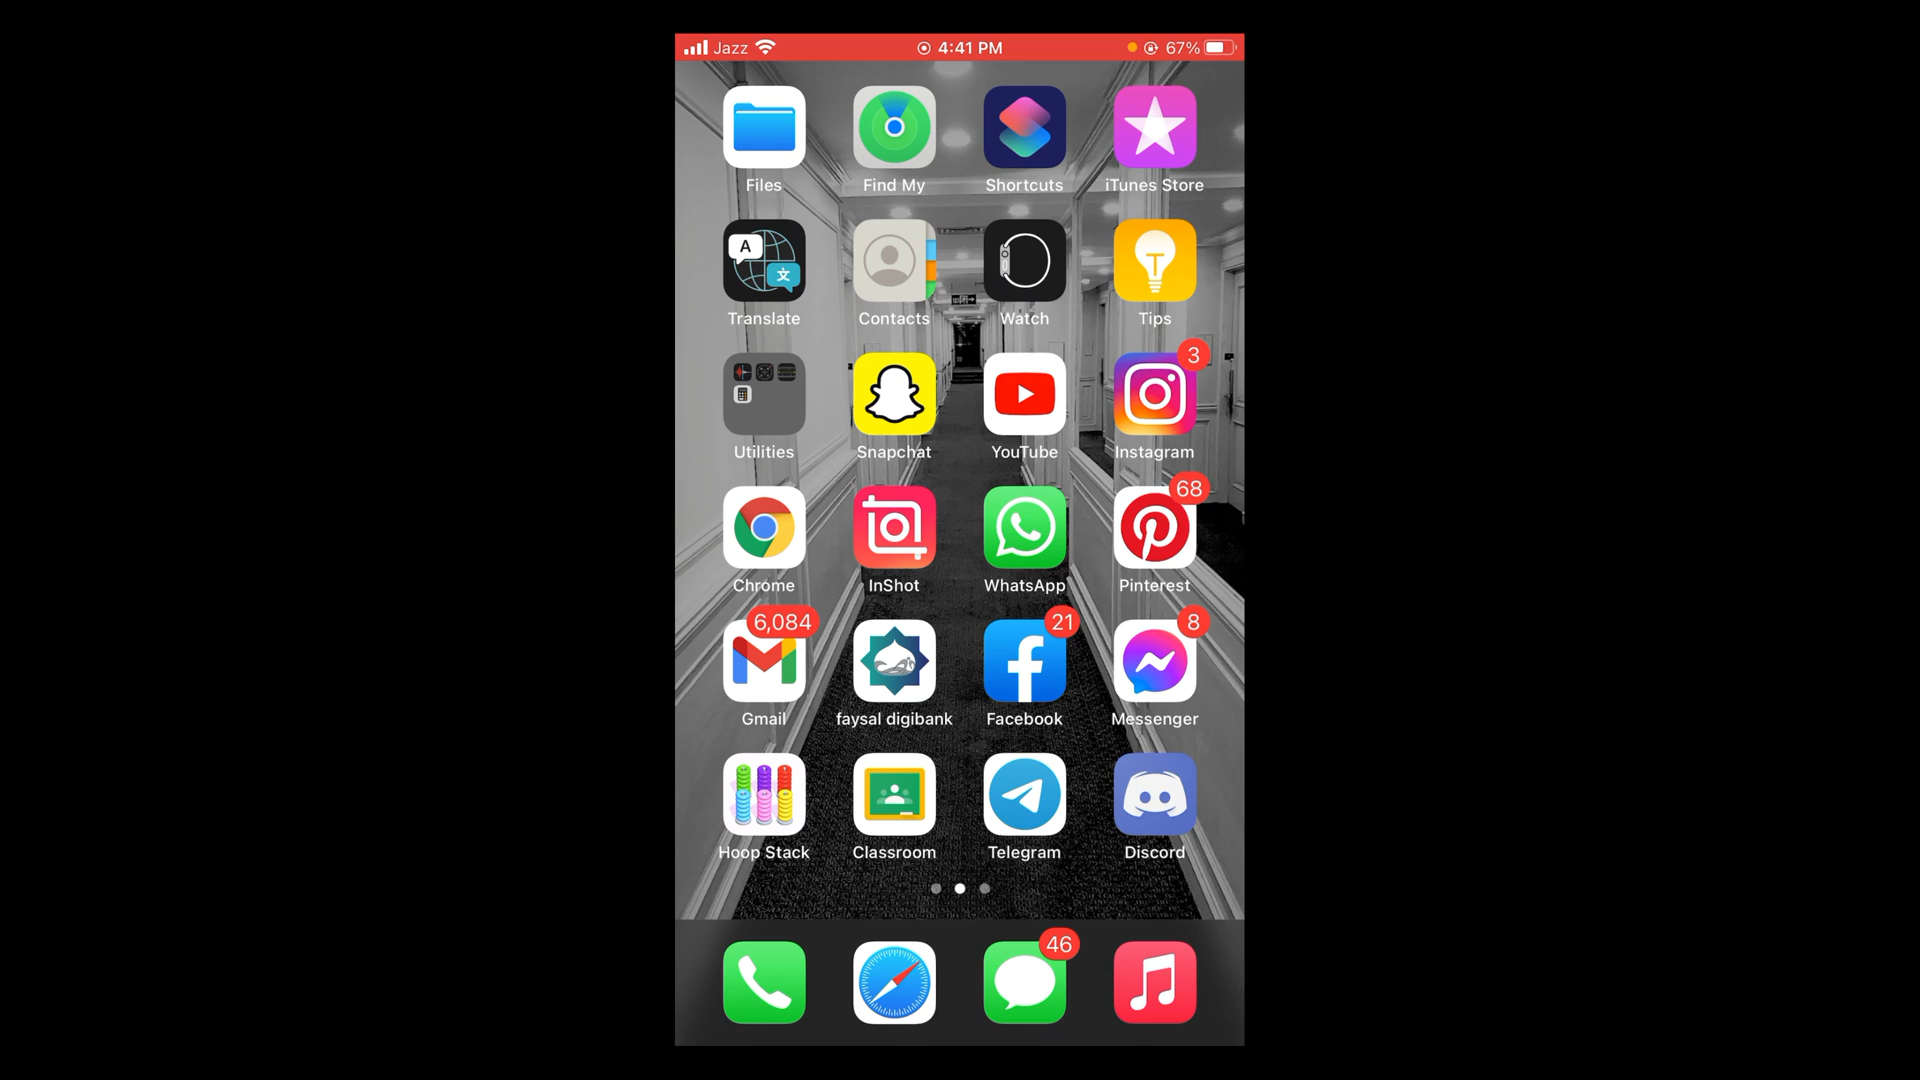 Jazz 4:41 PM 67%
Files Find My Shortcuts iTunes Store
A 文
Translate Contacts Watch Tips
3
Utilities Snapchat YouTube Instagram
68
Chrome InShot WhatsApp Pinterest
6,084 21 8
Gmail faysal digibank Facebook Messenger
Hoop Stack Classroom Telegram Discord
46